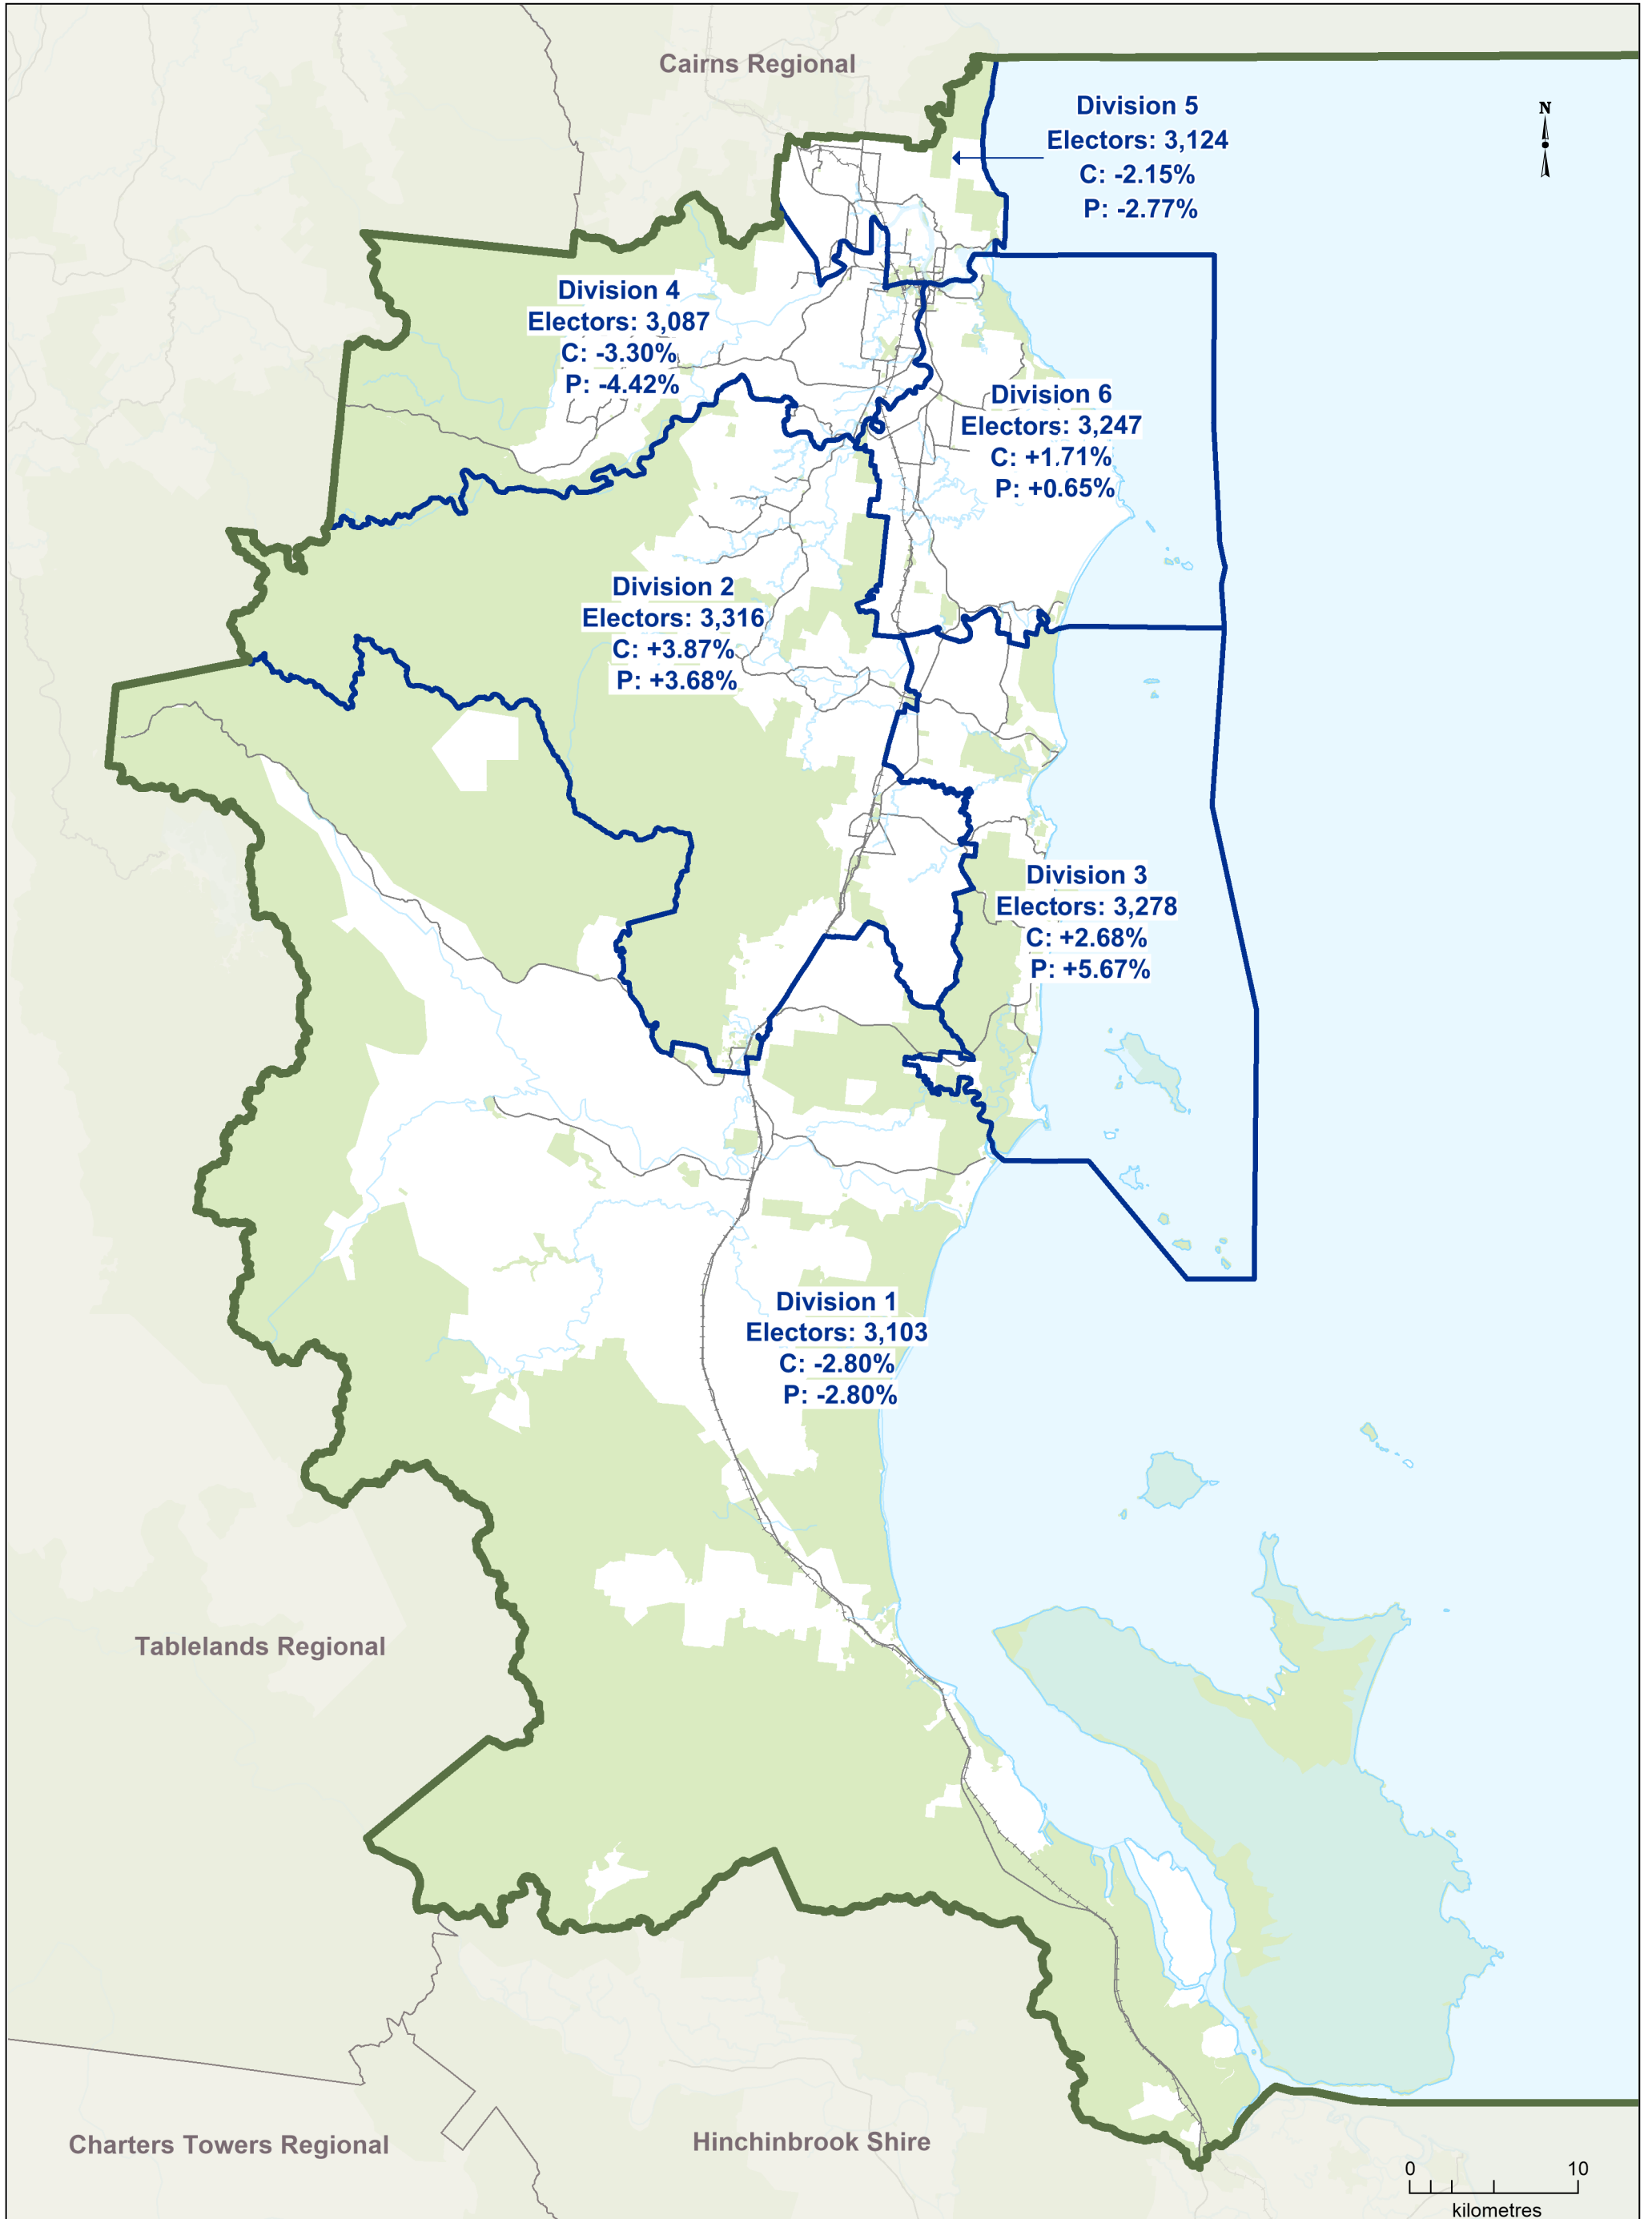 Cairns Regional
Division 5
Electors: 3,124
C: -2.15%
P: -2.77%
N
Division 4
Electors: 3,087
C: -3.30%
P: -4.42%
Division 6
Electors: 3,247
C: +1.71%
P: +0.65%
Division 2
Electors: 3,316
C: +3.87%
P: +3.68%
Division 3
Electors: 3,278
C: +2.68%
P: +5.67%
Division 1
Electors: 3,103
C: -2.80%
P: -2.80%
Tablelands Regional
Charters Towers Regional
Hinchinbrook Shire
0 10
kilometres